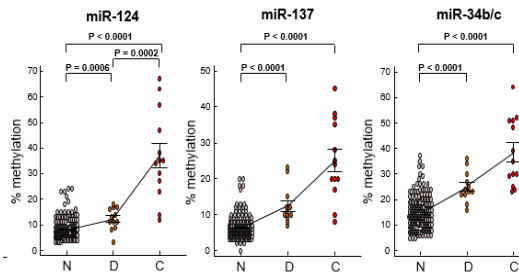 miR-124
P < 0.0001
P = 0.0002
P = 0.0006
% methylation
70
60
50
40
30
20
10
0
N D C
miR-137
P < 0.0001
P <0.0001
% methylation
50
40
30
20
10
0
N D C
miR-34b/c
P < 0.0001
P <0.0001
% methylation
70
60
50
40
30
20
10
0
N D C